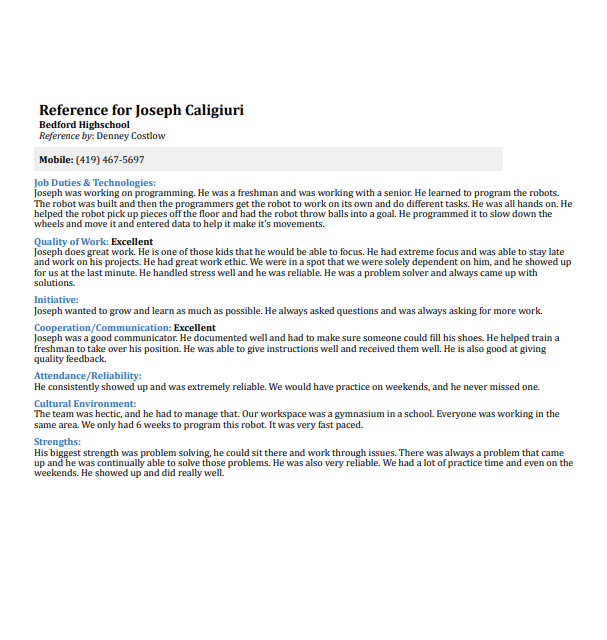 Reference for Joseph Caligiuri
Bedford Highschool
Reference by: Denney Costlow
Mobile: (419) 467-5697
Job Duties & Technologies:
Joseph was working on programming. He was a freshman and was working with a senior. He learned to program the robots.
The robot was built and then the programmers get the robot to work on its own and do different tasks. He was all hands on. He
helped the robot pick up pieces off the floor and had the robot throw balls into a goal. He programmed it to slow down the
wheels and move it and entered data to help it make it's movements.
Quality of Work: Excellent
Joseph does great work. He is one of those kids that he would be able to focus. He had extreme focus and was able to stay late
and work on his projects. He had great work ethic. We were in a spot that we were solely dependent on him, and he showed up
for us at the last minute. He handled stress well and he was reliable. He was a problem solver and always came up with
solutions.
Initiative:
Joseph wanted to grow and learn as much as possible. He always asked questions and was always asking for more work.
Cooperation/Communication: Excellent
Joseph was a good communicator. He documented well and had to make sure someone could fill his shoes. He helped train a
freshman to take over his position. He was able to give instructions well and received them well. He is also good at giving
quality feedback.
Attendance/Reliability:
He consistently showed up and was extremely reliable. We would have practice on weekends, and he never missed one.
Cultural Environment:
The team was hectic, and he had to manage that. Our workspace was a gymnasium in a school. Everyone was working in the
same area. We only had 6 weeks to program this robot. It was very fast paced.
Strengths:
His biggest strength was problem solving, he could sit there and work through issues. There was always a problem that came
up and he was continually able to solve those problems. He was also very reliable. We had a lot of practice time and even on the
weekends. He showed up and did really well.